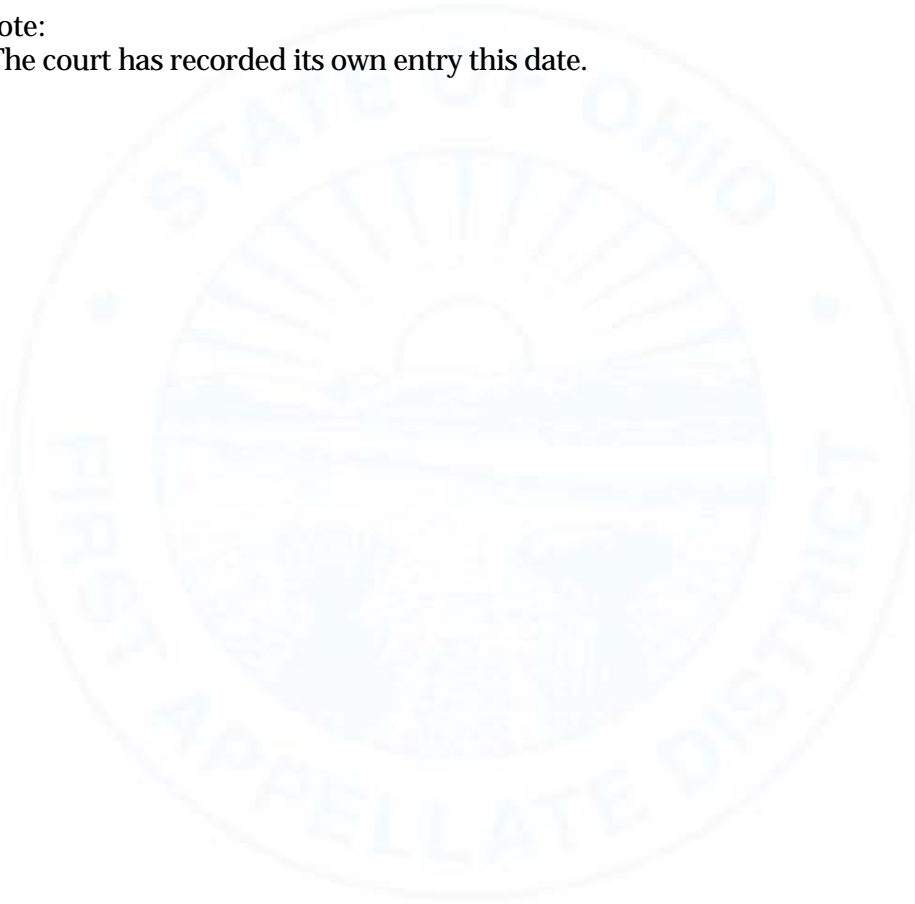 ote:
The court has recorded its own entry this date.
STATE OF OHIO
FIRST APPELLATE DISTRICT